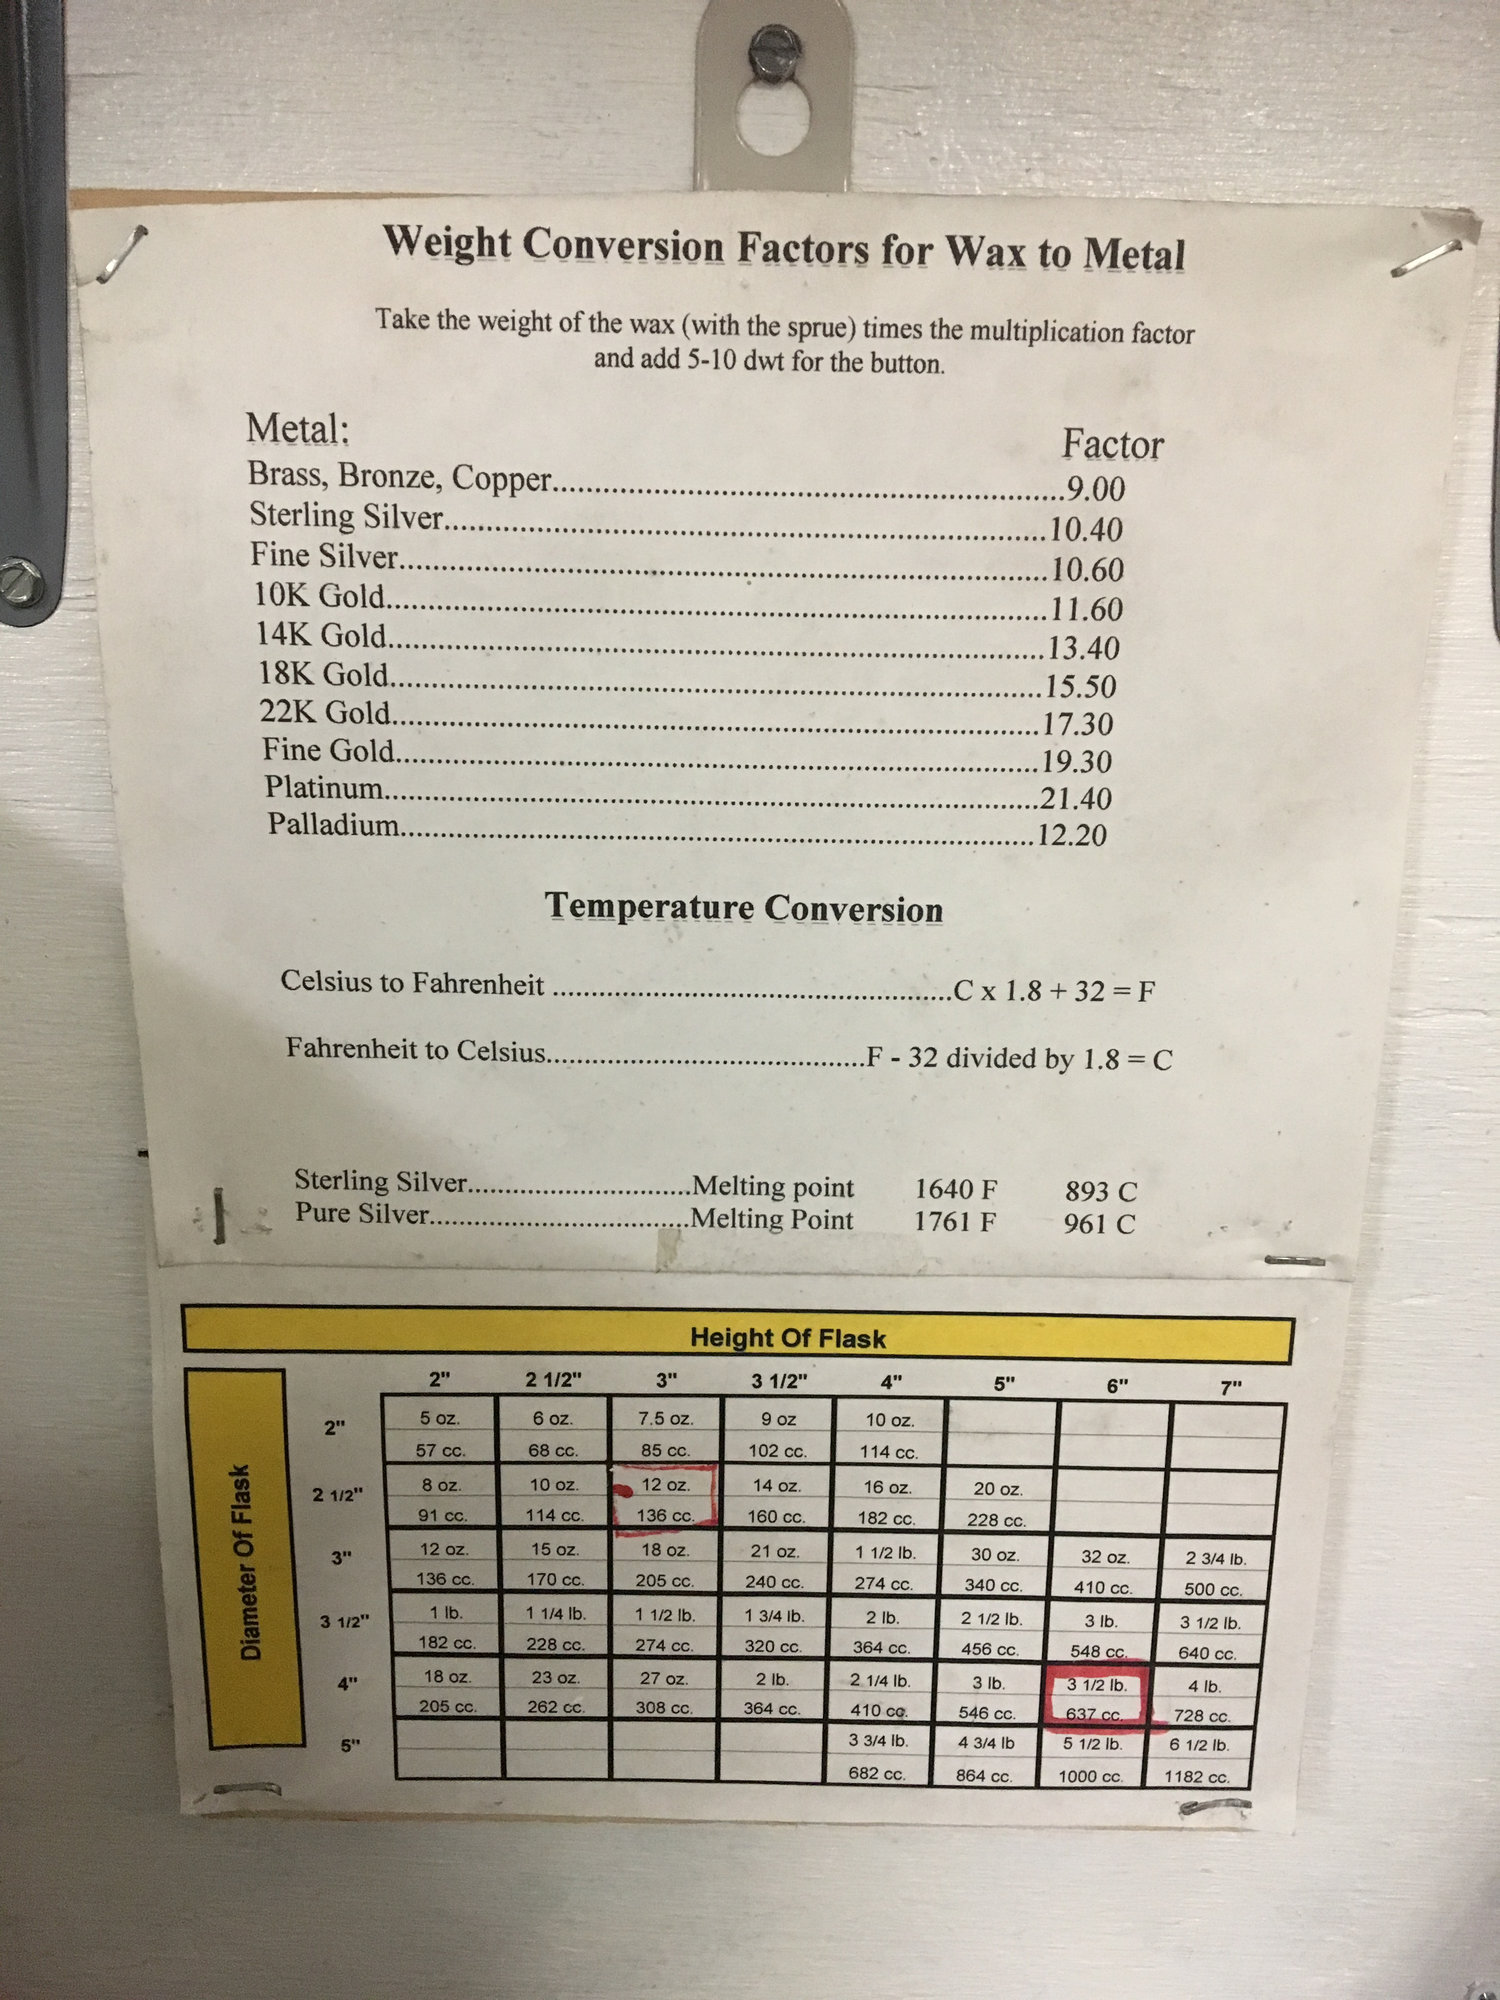 Weight Conversion Factors for Wax to Metal
Take the weight of the wax (with the sprue) times the multiplication factor
and add 5-10 dwt for the button.
Metal: Factor
Brass, Bronze, Copper..........9.00
Sterling Silver..........10.40
Fine Silver..........10.60
10K Gold..........11.60
14K Gold..........13.40
18K Gold..........15.50
22K Gold..........17.30
Fine Gold..........19.30
Platinum..........21.40
Palladium..........12.20
Temperature Conversion
Celsius to Fahrenheit ..........C x 1.8 + 32 = F
Fahrenheit to Celsius..........F - 32 divided by 1.8 = C
Sterling Silver..........Melting point 1640 F 893 C
Pure Silver..........Melting Point 1761 F 961 C
Height Of Flask
Diameter Of Flask
2" 2 1/2" 3" 3 1/2" 4" 5" 6" 7"
2" 5 oz. 6 oz. 7.5 oz. 9 oz 10 oz.
57 cc. 68 cc. 85 cc. 102 cc. 114 cc.
2 1/2" 8 oz. 10 oz. 12 oz. 14 oz. 16 oz. 20 oz.
91 cc. 114 cc. 136 cc. 160 cc. 182 cc. 228 cc.
3" 12 oz. 15 oz. 18 oz. 21 oz. 1 1/2 lb. 30 oz. 32 oz. 2 3/4 lb.
136 cc. 170 cc. 205 cc. 240 cc. 274 cc. 340 cc. 410 cc. 500 cc.
3 1/2" 1 lb. 1 1/4 lb. 1 1/2 lb. 1 3/4 lb. 2 lb. 2 1/2 lb. 3 lb. 3 1/2 lb.
182 cc. 228 cc. 274 cc. 320 cc. 364 cc. 456 cc. 548 cc. 640 cc.
4" 18 oz. 23 oz. 27 oz. 2 lb. 2 1/4 lb. 3 lb. 3 1/2 lb. 4 lb.
205 cc. 262 cc. 308 cc. 364 cc. 410 cc. 546 cc. 637 cc. 728 cc.
5" 3 3/4 lb. 4 3/4 lb 5 1/2 lb. 6 1/2 lb.
682 cc. 864 cc. 1000 cc. 1182 cc.